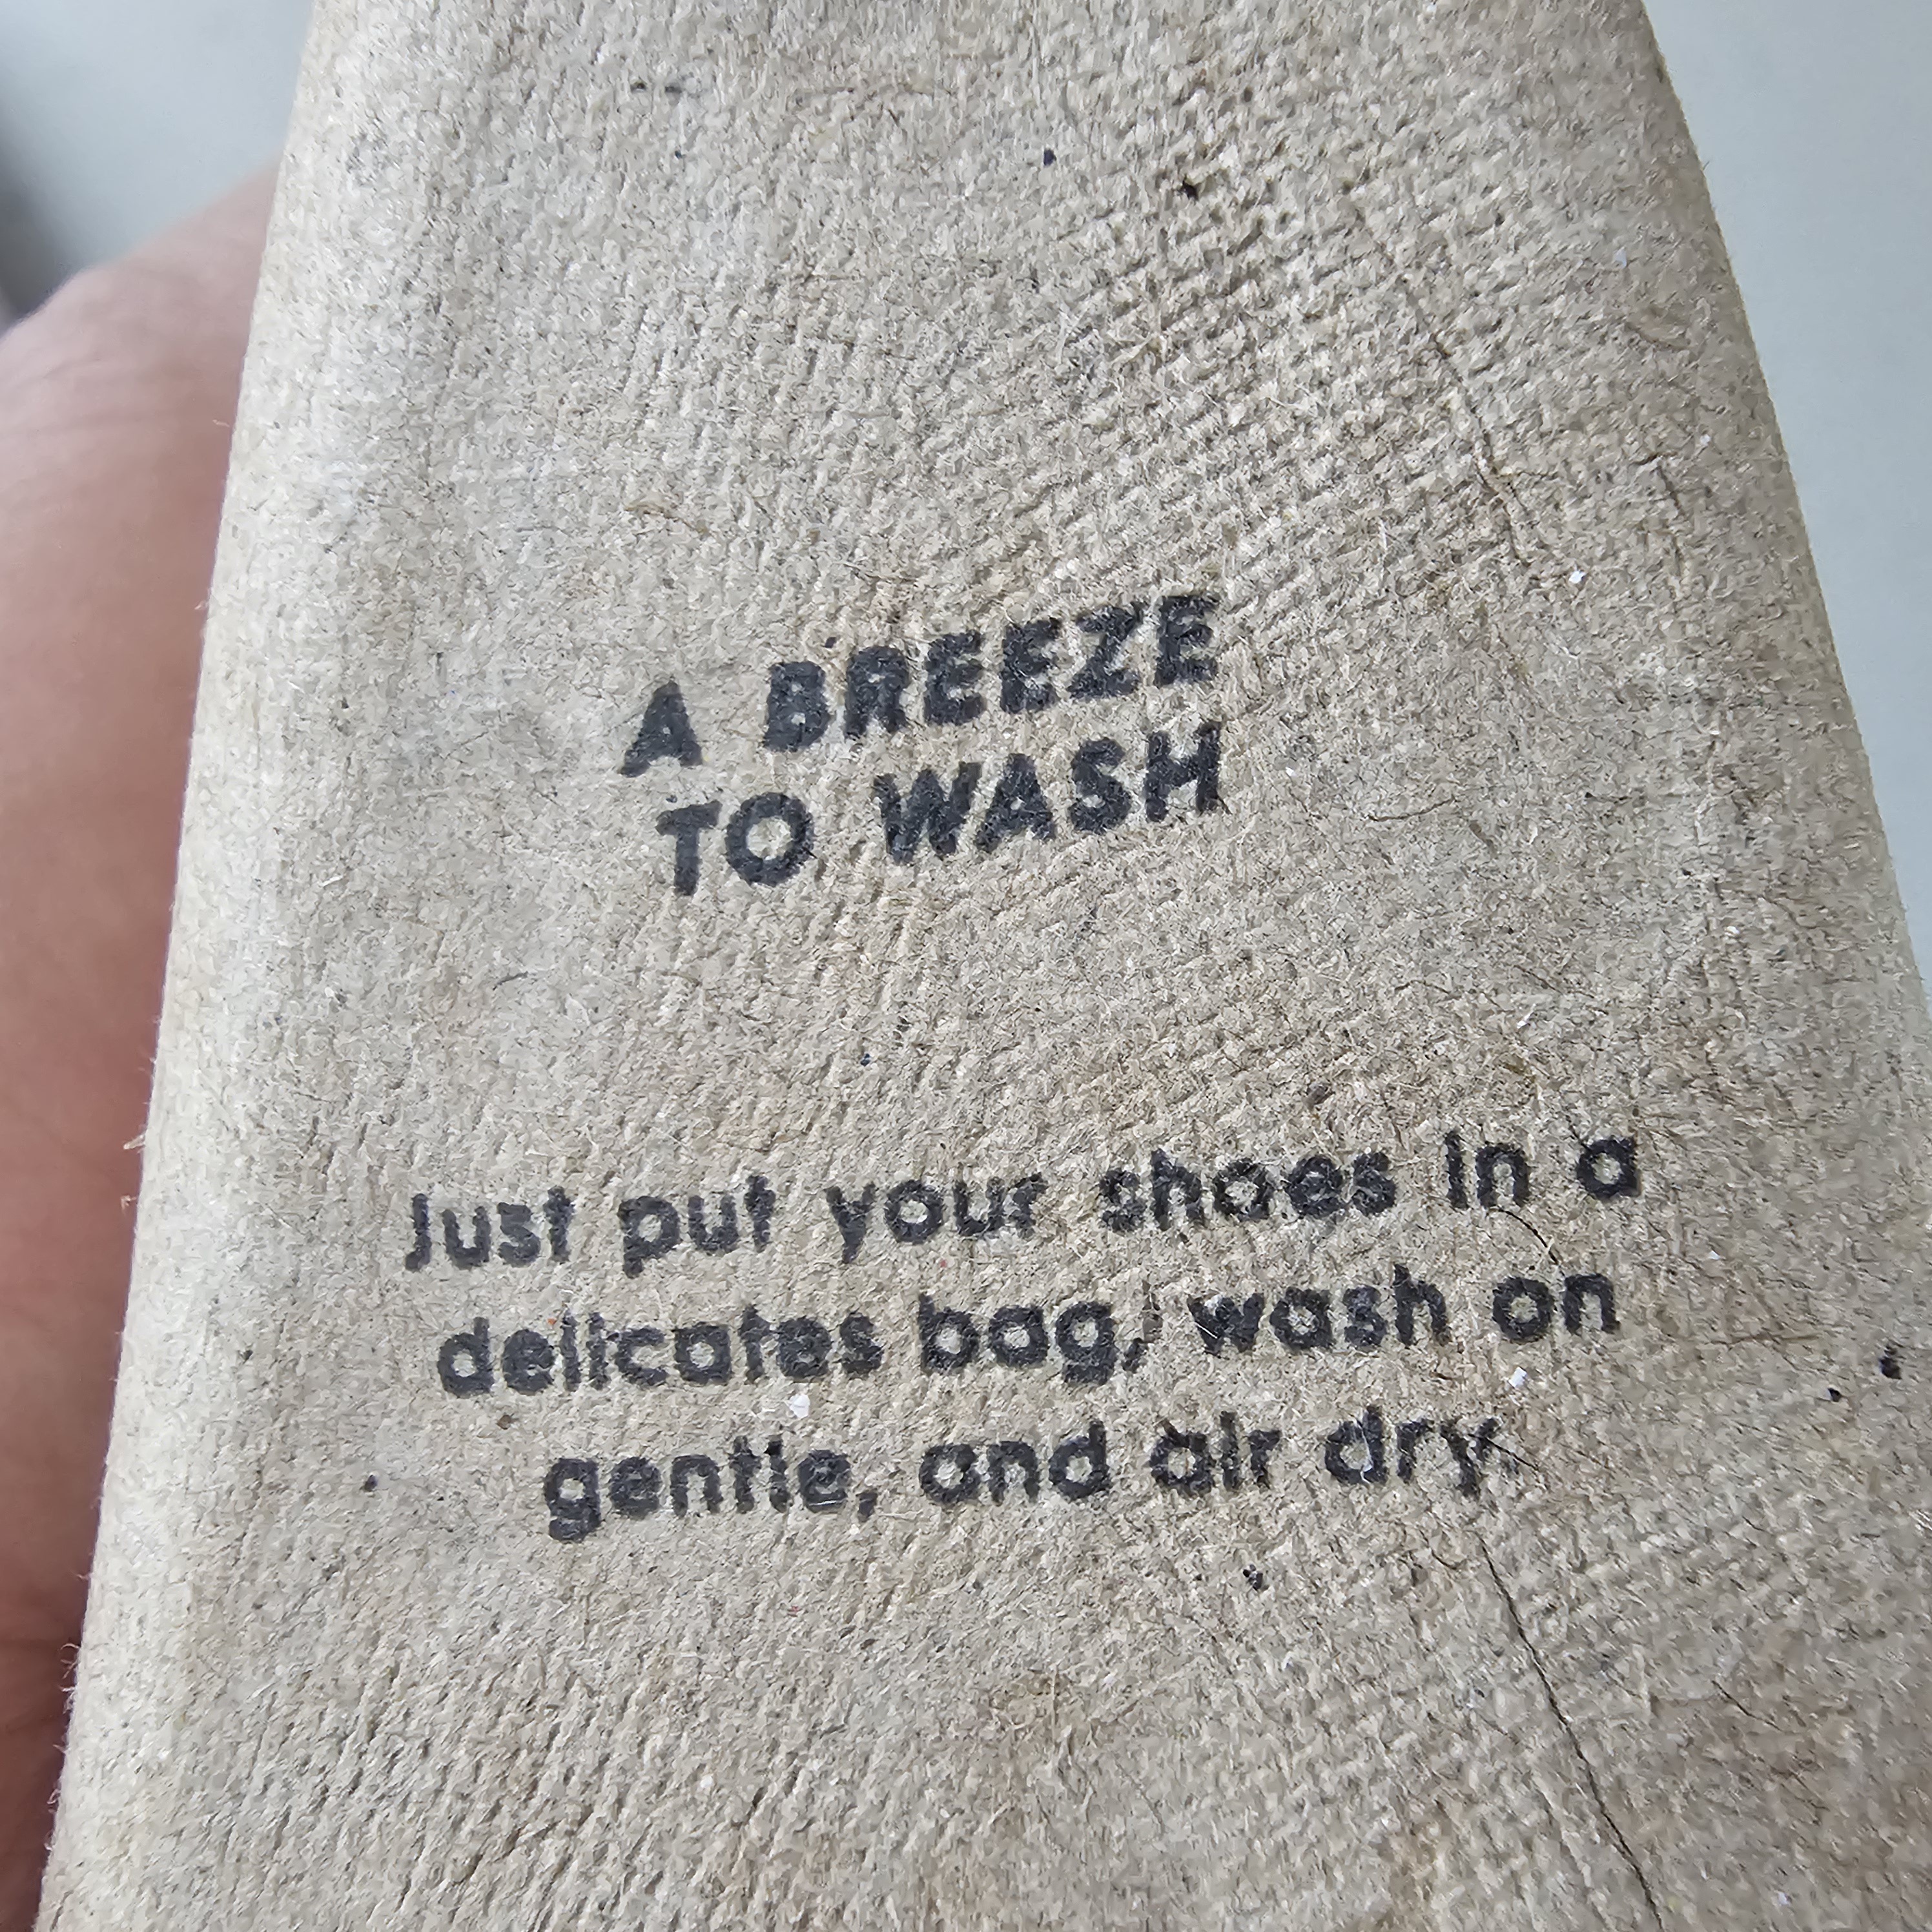 A BREEZE
TO WASH
Just put your shoes in a
delicates bag, wash on
gentle, and air dry.